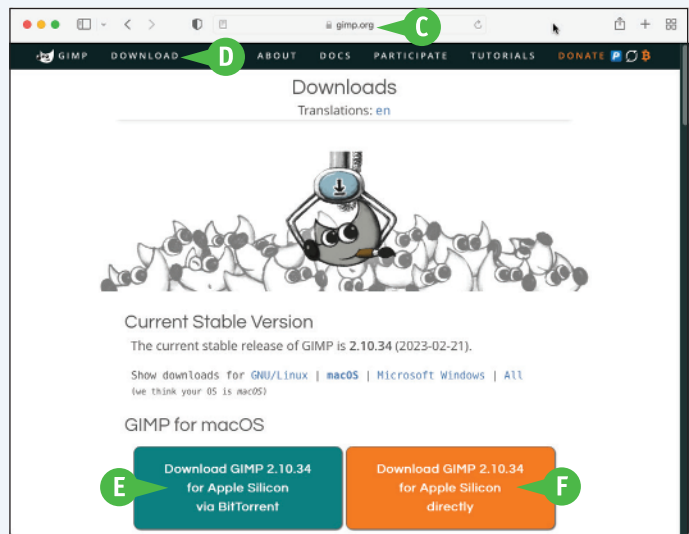 gimp.org
C
GIMP DOWNLOAD D ABOUT DOCS PARTICIPATE TUTORIALS DONATE
Downloads
Translations: en
Current Stable Version
The current stable release of GIMP is 2.10.34 (2023-02-21).
Show downloads for GNU/Linux | macOS | Microsoft Windows | All
(we think your OS is macOS)
GIMP for macOS
E
Download GIMP 2.10.34
for Apple Silicon
via BitTorrent
Download GIMP 2.10.34
for Apple Silicon
directly
F